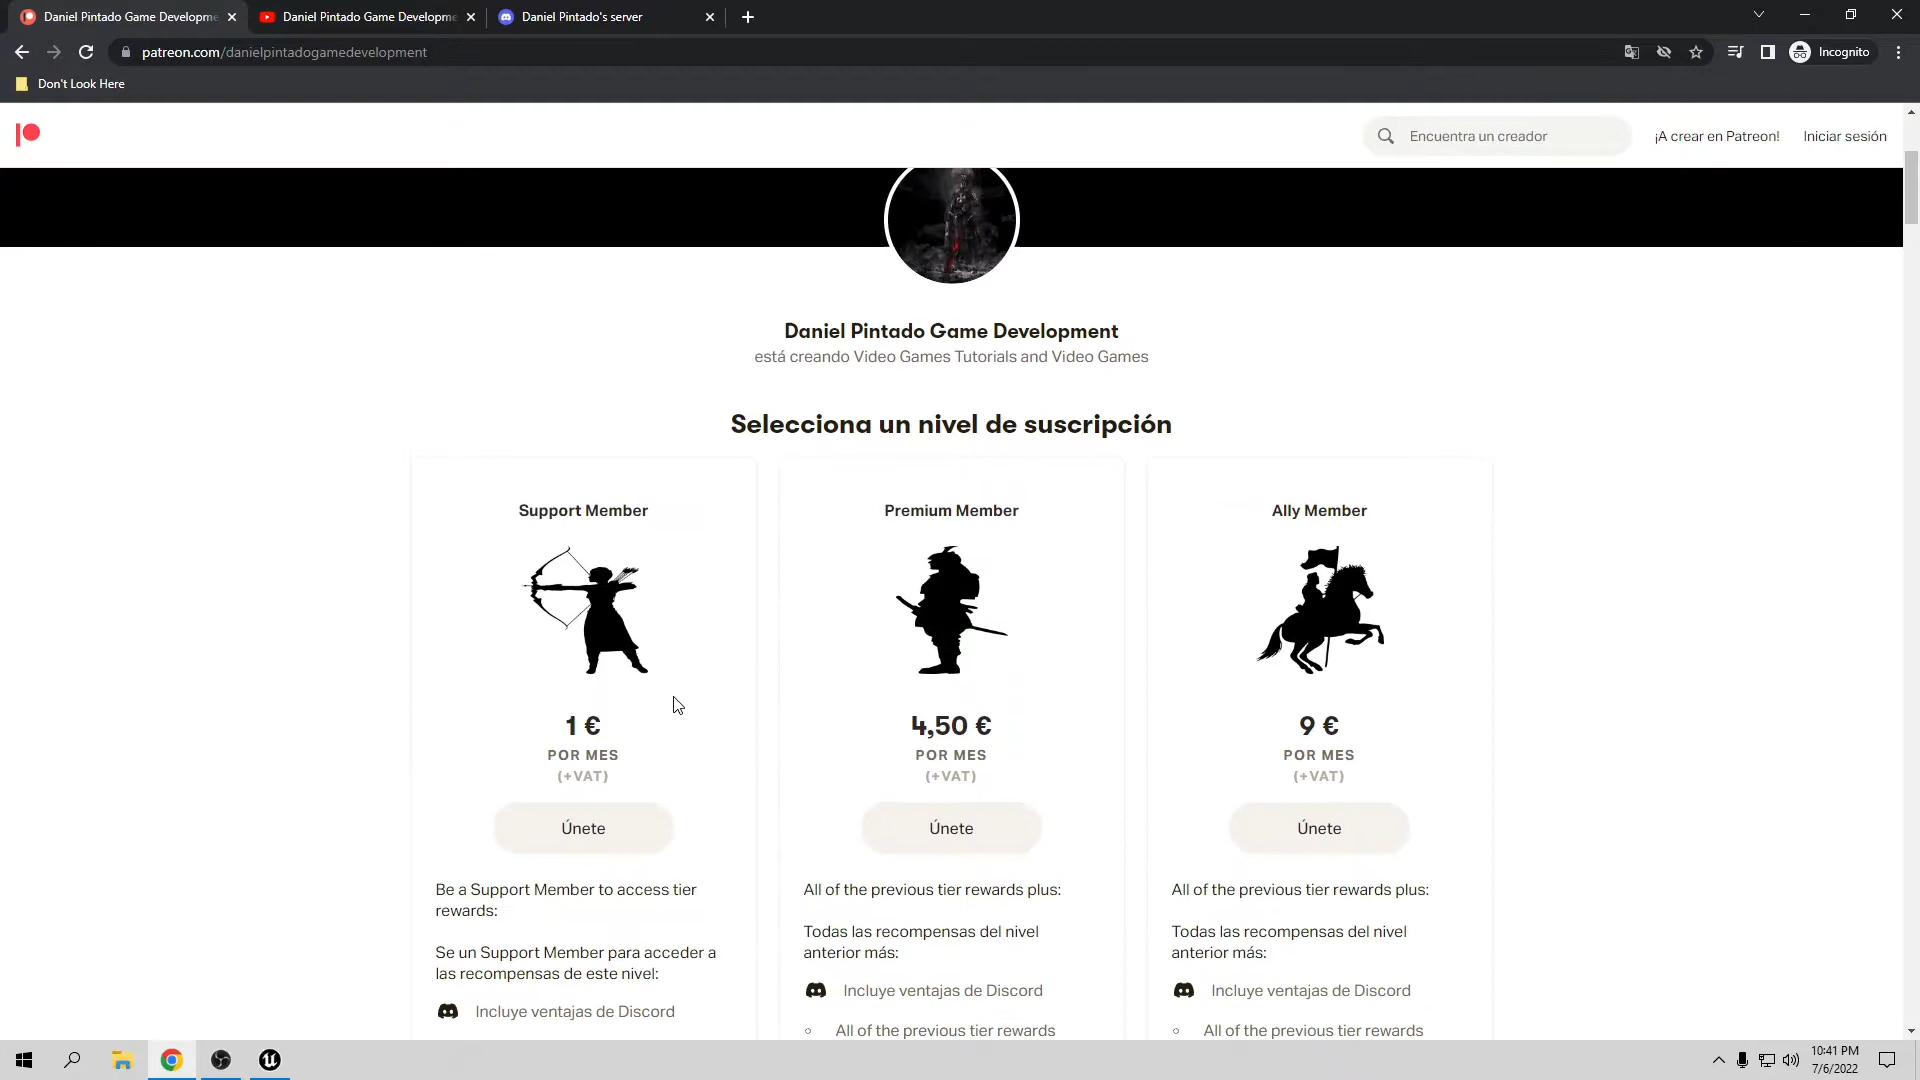 Daniel Pintado Game Developme
Daniel Pintado Game Developme
Daniel Pintado's server
patreon.com/danielpintadogamedevelopment
Incognito
Don't Look Here
Encuentra un creador
¡A crear en Patreon!
Iniciar sesión
Daniel Pintado Game Development
está creando Video Games Tutorials and Video Games
Selecciona un nivel de suscripción
Support Member
1 €
POR MES
(+VAT)
Únete
Be a Support Member to access tier
rewards:
Se un Support Member para acceder a
las recompensas de este nivel:
Incluye ventajas de Discord
Premium Member
4,50 €
POR MES
(+VAT)
Únete
All of the previous tier rewards plus:
Todas las recompensas del nivel
anterior más:
Incluye ventajas de Discord
All of the previous tier rewards
Ally Member
9 €
POR MES
(+VAT)
Únete
All of the previous tier rewards plus:
Todas las recompensas del nivel
anterior más:
Incluye ventajas de Discord
All of the previous tier rewards
10:41 PM
7/6/2022